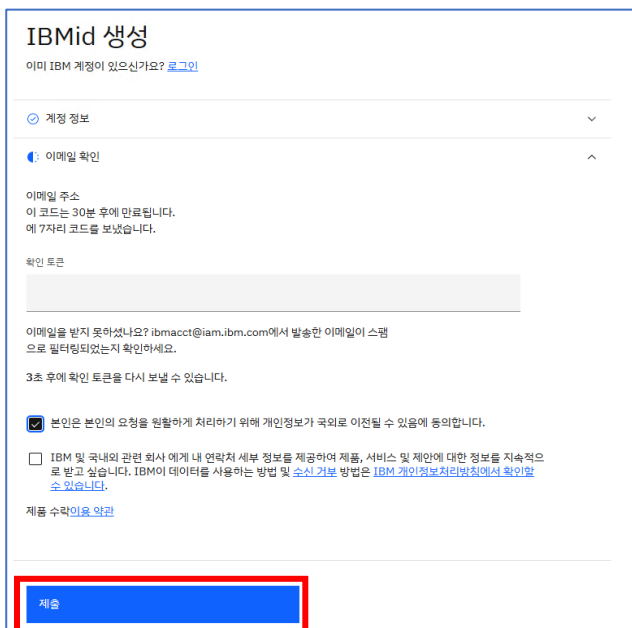 IBMid 생성
이미 IBM 계정이 있으신가요? 로그인
계정 정보
이메일 확인
이메일 주소
이 코드는 30분 후에 만료됩니다.
에 7자리 코드를 보냈습니다.
확인 토큰
이메일을 받지 못하셨나요? ibmacct@iam.ibm.com에서 발송한 이메일이 스팸
으로 필터링되었는지 확인하세요.
3초 후에 확인 토큰을 다시 보낼 수 있습니다.
본인은 본인의 요청을 원활하게 처리하기 위해 개인정보가 국외로 이전될 수 있음에 동의합니다.
IBM 및 국내외 관련 회사 에게 내 연락처 세부 정보를 제공하여 제품, 서비스 및 제안에 대한 정보를 지속적으
로 받고 싶습니다. IBM이 데이터를 사용하는 방법 및 수신 거부 방법은 IBM 개인정보처리방침에서 확인할
수 있습니다.
제품 수락이용 약관
제출